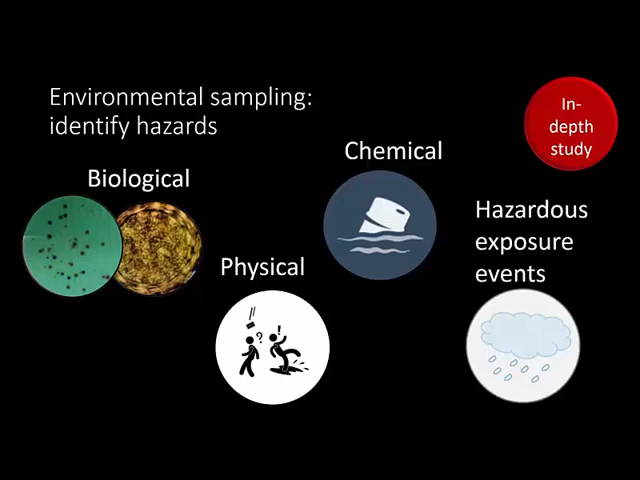 Environmental sampling:
identify hazards
In-
depth
study
Chemical
Biological
Hazardous
exposure
events
Physical
?
!